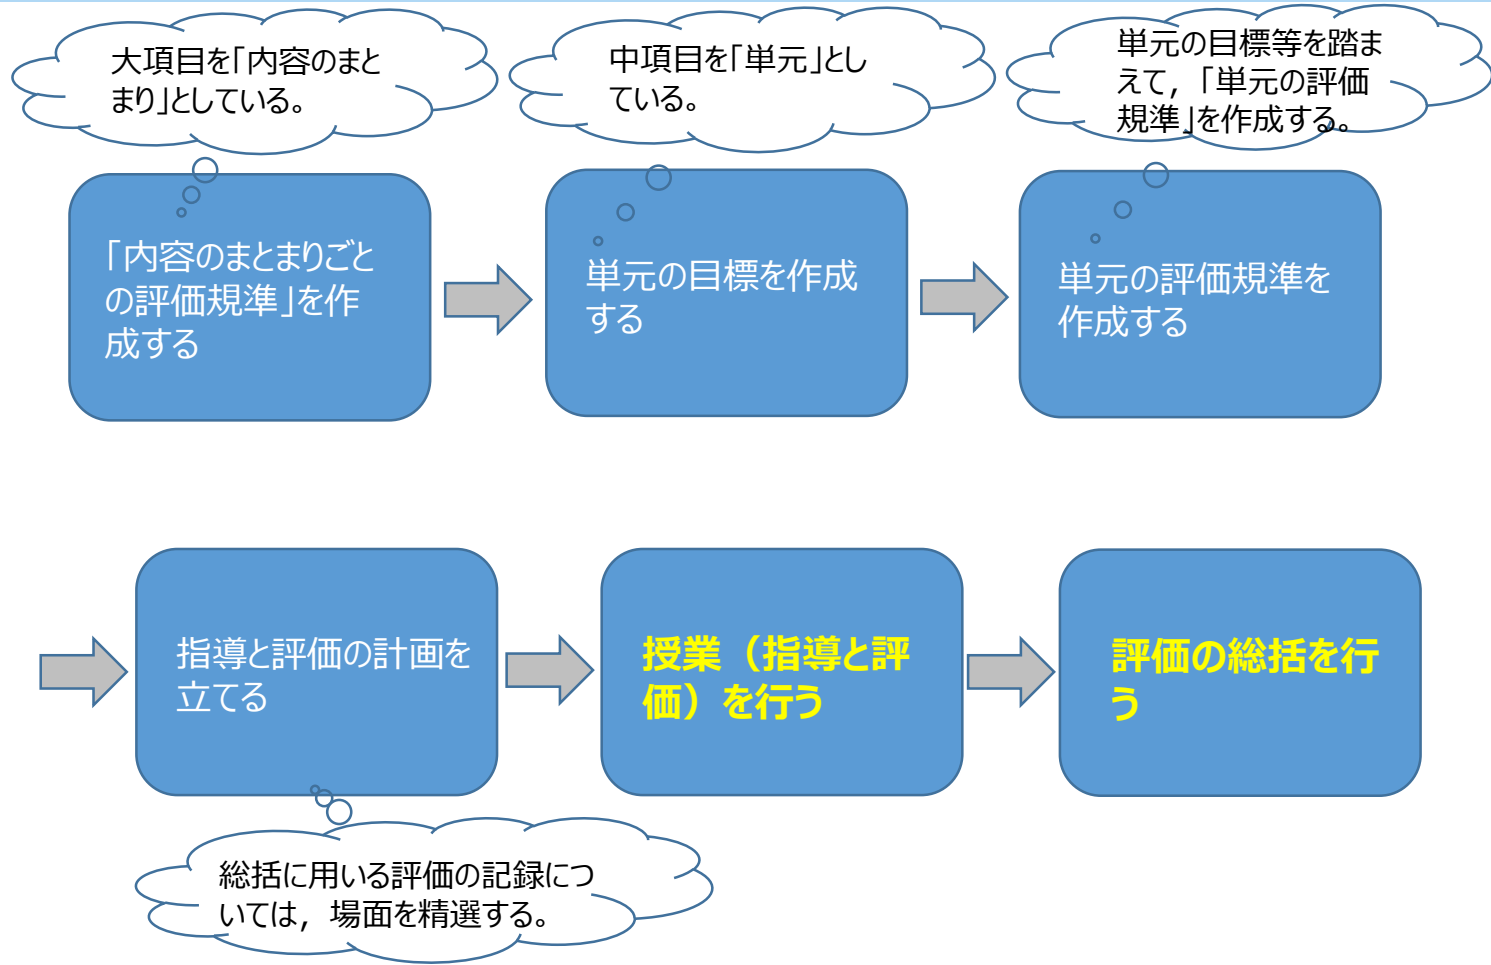 大項目を「内容のまと
まり」としている。
中項目を「単元」とし
ている。
単元の目標等を踏ま
えて，「単元の評価
規準」を作成する。
「内容のまとまりごと
の評価規準」を作
成する
単元の目標を作成
する
単元の評価規準を
作成する
指導と評価の計画を
立てる
授業（指導と評
価）を行う
評価の総括を行
う
総括に用いる評価の記録につ
いては，場面を精選する。